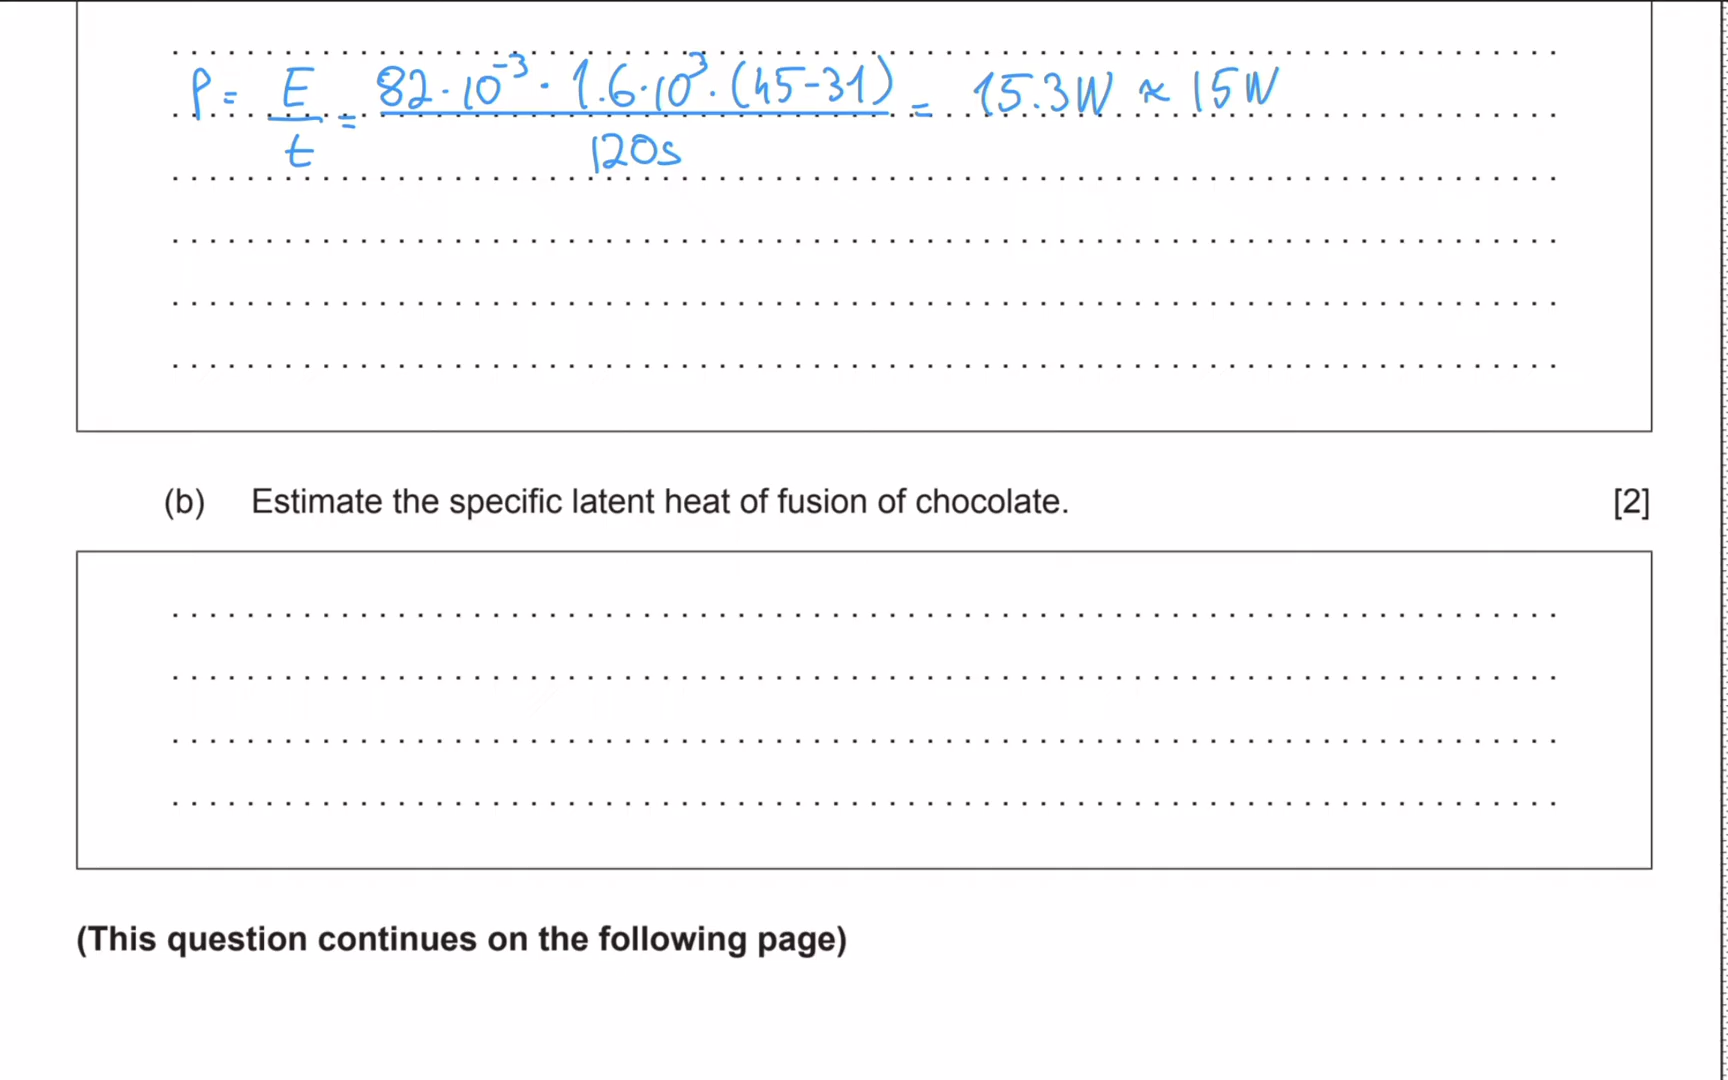 P = E/t = 82·10⁻³ · 1.6·10³ · (45-31) / 120s = 15.3W ≈ 15W
(b) Estimate the specific latent heat of fusion of chocolate. [2]
(This question continues on the following page)